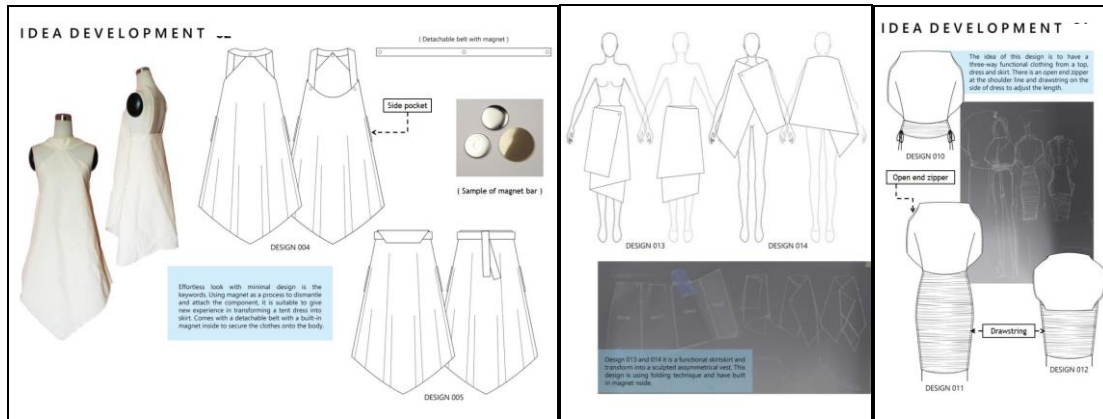 IDEA DEVELOPMENT
( Detachable belt with magnet )
Side pocket
( Sample of magnet bar )
DESIGN 004
Effortless look with minimal design is the
keywords. Using magnet as a process to dismantle
and attach the component, it is suitable to give
new experience in transforming a tent dress into
skirt. Comes with a detachable belt with a built-in
magnet inside to secure the clothes onto the body.
DESIGN 005
DESIGN 013
DESIGN 014
Design 013 and 014 it is a functional skirtskirt and
transform into a sculpted assymmetrical vest. This
design is using folding technique and have built
in magnet niside.
IDEA DEVELOPMENT
The idea of this design is to have a
three-way functional clothing from a top,
dress and skirt. There is an open end zipper
at the shoulder line and drawstring on the
side of dress to adjust the length.
DESIGN 010
Open end zipper
Drawstring
DESIGN 012
DESIGN 011